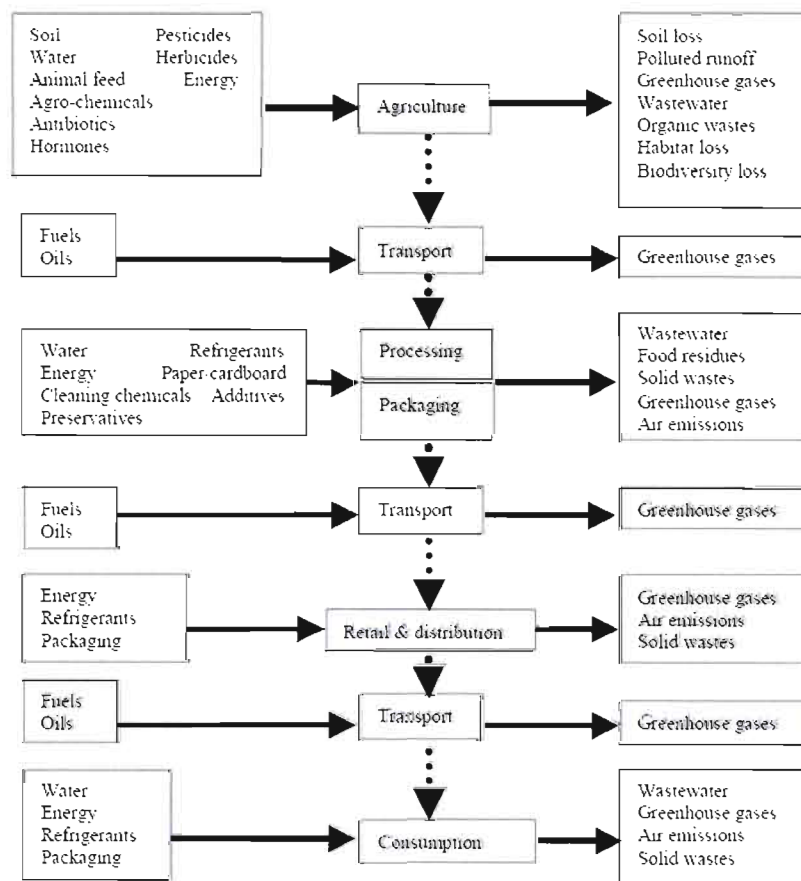 Soil Pesticides
Water Herbicides
Animal feed Energy
Agro-chemicals
Antibiotics
Hormones
Agriculture
Soil loss
Polluted runoff
Greenhouse gases
Wastewater
Organic wastes
Habitat loss
Biodiversity loss
Fuels
Oils
Transport
Greenhouse gases
Water Refrigerants
Energy Paper-cardboard
Cleaning chemicals Additives
Preservatives
Processing
Packaging
Wastewater
Food residues
Solid wastes
Greenhouse gases
Air emissions
Fuels
Oils
Transport
Greenhouse gases
Energy
Refrigerants
Packaging
Retail & distribution
Greenhouse gases
Air emissions
Solid wastes
Fuels
Oils
Transport
Greenhouse gases
Water
Energy
Refrigerants
Packaging
Consumption
Wastewater
Greenhouse gases
Air emissions
Solid wastes